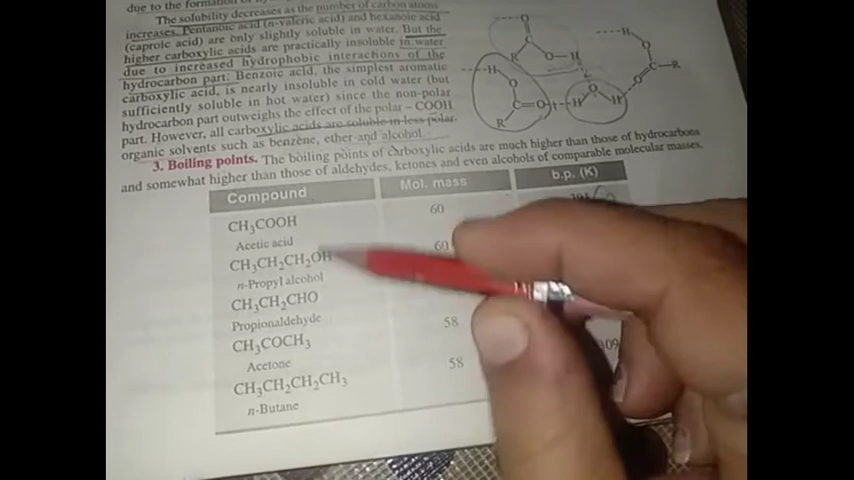 due to the formation of
The solubility decreases as the number of carbon atoms
increases. Pentanoic acid (n-valeric acid) and hexanoic acid
(caproic acid) are only slightly soluble in water. But the
higher carboxylic acids are practically insoluble in water
due to increased hydrophobic interactions of the
hydrocarbon part. Benzoic acid, the simplest aromatic
carboxylic acid, is nearly insoluble in cold water (but
sufficiently soluble in hot water) since the non-polar
hydrocarbon part outweighs the effect of the polar – COOH
part. However, all carboxylic acids are soluble in less polar
organic solvents such as benzene, ether and alcohol.
O
C
R
O—H
H
O
C=O
R
H
O
H
H
O
O
C—R
3. Boiling points. The boiling points of carboxylic acids are much higher than those of hydrocarbons
and somewhat higher than those of aldehydes, ketones and even alcohols of comparable molecular masses.
Compound Mol. mass b.p. (K)
CH₃COOH 60
Acetic acid
CH₃CH₂CH₂OH 60
n-Propyl alcohol
CH₃CH₂CHO
Propionaldehyde 58
CH₃COCH₃ 309
Acetone 58
CH₃CH₂CH₂CH₃
n-Butane